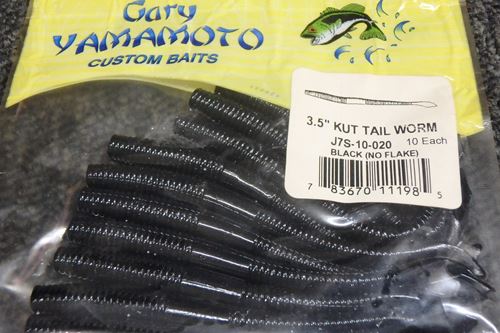 Gary
YAMAMOTO
CUSTOM BAITS
3.5" KUT TAIL WORM
J7S-10-020 10 Each
BLACK (NO FLAKE)
7 83670 11198 5